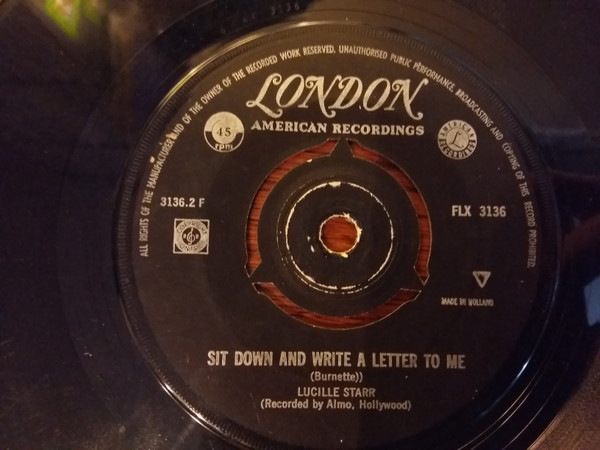 ALL RIGHTS OF THE MANUFACTURER AND OF THE OWNER OF THE RECORDED WORK RESERVED. UNAUTHORISED PUBLIC PERFORMANCE, BROADCASTING AND COPYING OF THIS RECORD PROHIBITED.
LONDON
AMERICAN RECORDINGS
45
rpm
AMERICAN
L
RECORDINGS
3136.2 F
FLX 3136
MADE IN HOLLAND
SIT DOWN AND WRITE A LETTER TO ME
(Burnette))
LUCILLE STARR
(Recorded by Almo, Hollywood)